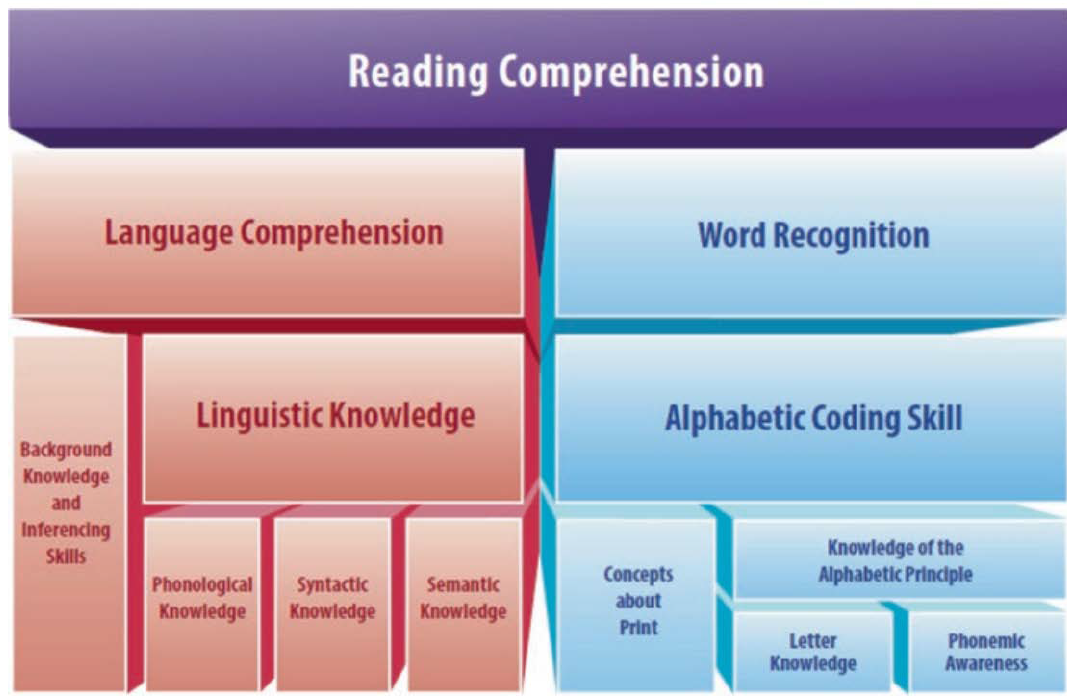 Reading Comprehension
Language Comprehension
Word Recognition
Background
Knowledge
and
Inferencing
Skills
Linguistic Knowledge
Alphabetic Coding Skill
Phonological
Knowledge
Syntactic
Knowledge
Semantic
Knowledge
Concepts
about
Print
Knowledge of the
Alphabetic Principle
Letter
Knowledge
Phonemic
Awareness